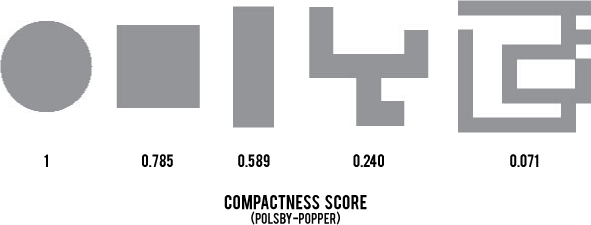 1 0.785 0.589 0.240 0.071
COMPACTNESS SCORE
(POLSBY-POPPER)